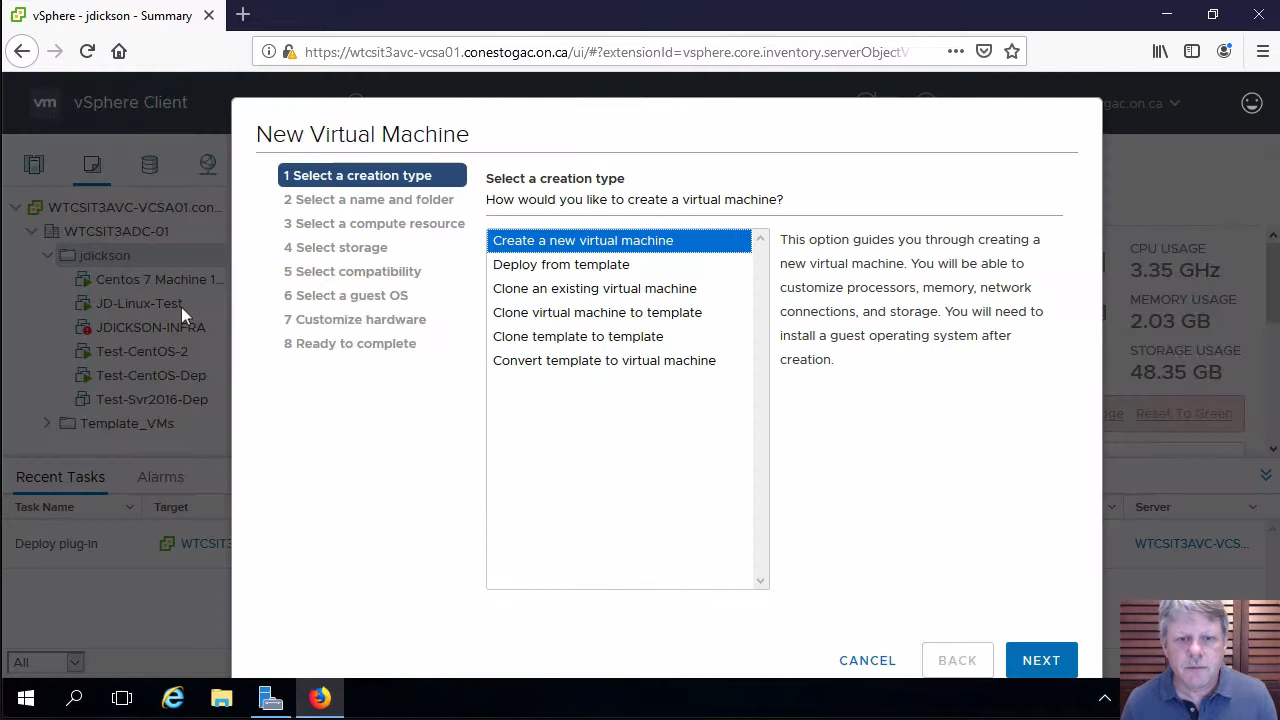 vSphere - jdickson - Summary
https://wtcsit3avc-vcsa01.conestogac.on.ca/ui/#?extensionId=vsphere.core.inventory.serverObjectV
vm vSphere Client
gac.on.ca
New Virtual Machine
1 Select a creation type
2 Select a name and folder
3 Select a compute resource
4 Select storage
5 Select compatibility
6 Select a guest OS
7 Customize hardware
8 Ready to complete
Select a creation type
How would you like to create a virtual machine?
Create a new virtual machine
Deploy from template
Clone an existing virtual machine
Clone virtual machine to template
Clone template to template
Convert template to virtual machine
This option guides you through creating a
new virtual machine. You will be able to
customize processors, memory, network
connections, and storage. You will need to
install a guest operating system after
creation.
CANCEL
BACK
NEXT
WTCSIT3AVC-VCSA01.con...
WTCSIT3ADC-01
jdickson
Centos 7 Machine 1...
JD-Linux-Test
JDICKSON-INFRA
Test-CentOS-2
Test-CentOS-Dep
Test-Svr2016-Dep
Template_VMs
CPU USAGE
3.35 GHz
MEMORY USAGE
2.03 GB
STORAGE USAGE
48.35 GB
Reset To Green
Recent Tasks Alarms
Task Name Target Server
Deploy plug-in WTCSIT3 WTCSIT3AVC-VCS...
All